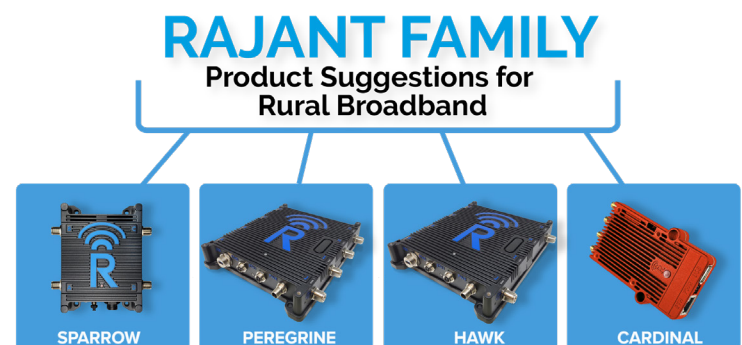 RAJANT FAMILY
Product Suggestions for
Rural Broadband
R
R
R
SPARROW
PEREGRINE
HAWK
CARDINAL